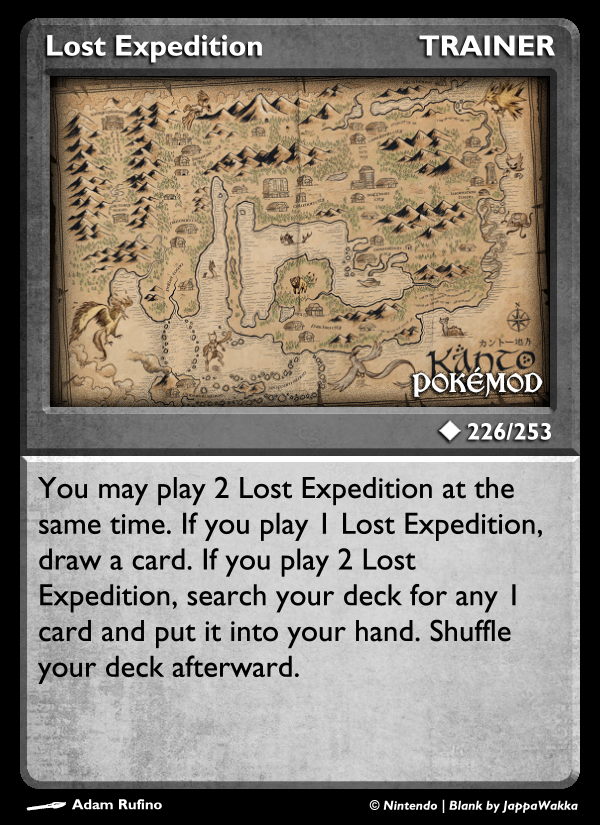 Lost Expedition TRAINER
カントー地方
Kanto
POKÉMOD
226/253
You may play 2 Lost Expedition at the
same time. If you play 1 Lost Expedition,
draw a card. If you play 2 Lost
Expedition, search your deck for any 1
card and put it into your hand. Shuffle
your deck afterward.
Adam Rufino © Nintendo | Blank by JappaWakka